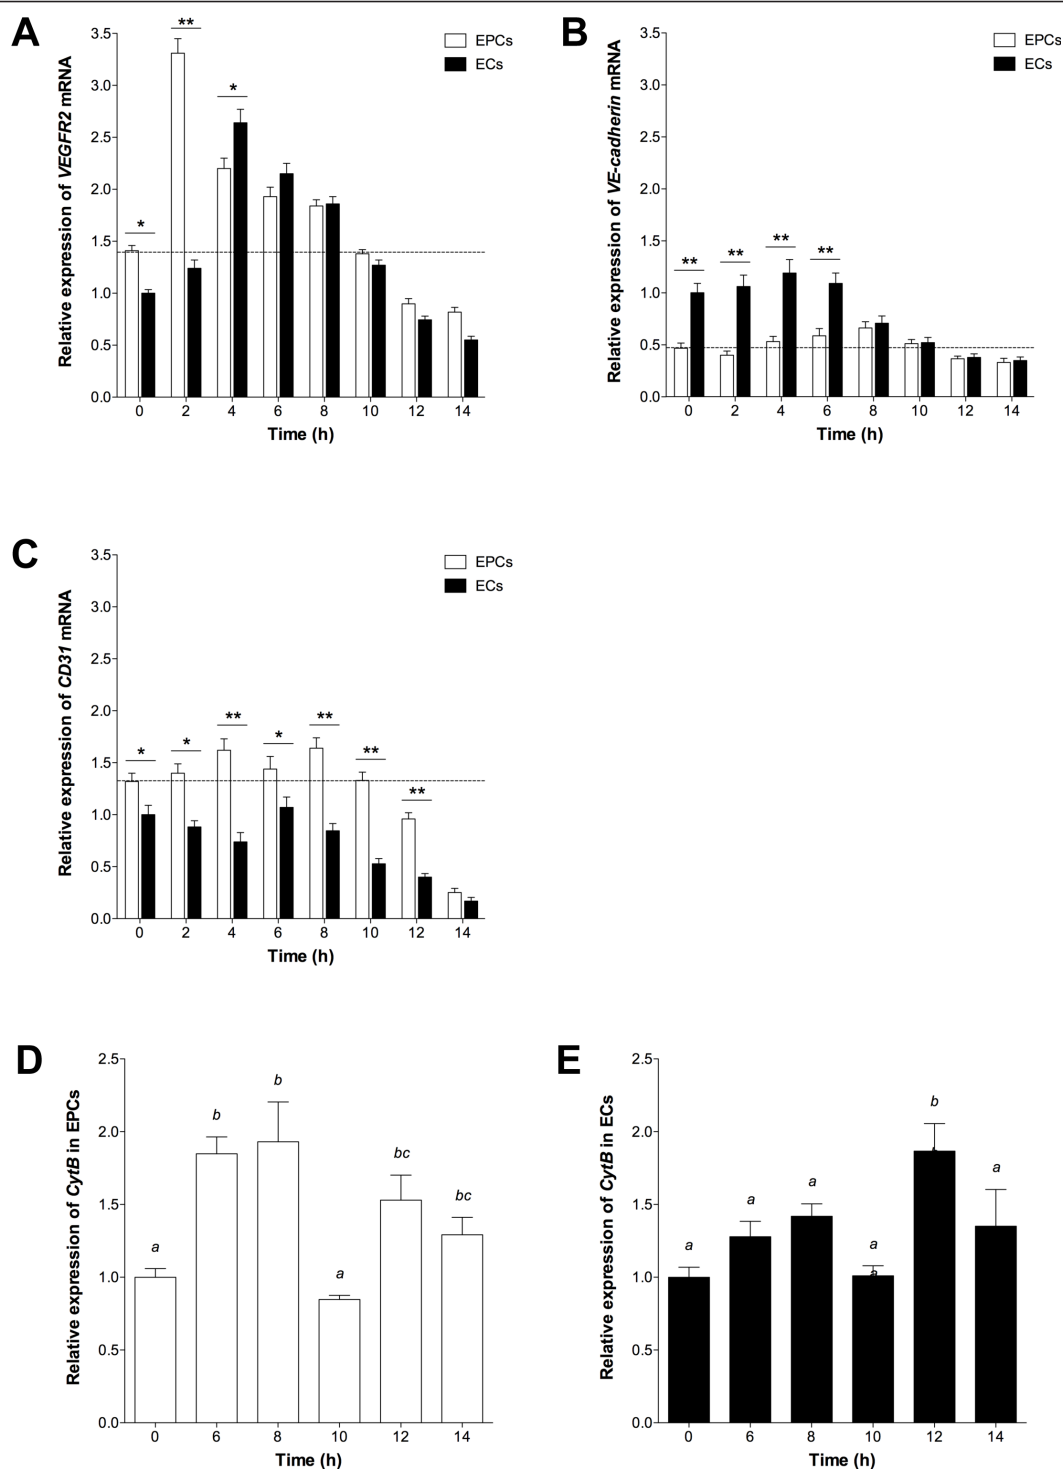 A
Relative expression of VEGFR2 mRNA
3.5
3.0
2.5
2.0
1.5
1.0
0.5
0.0
*
**
*
EPCs
ECs
0 2 4 6 8 10 12 14
Time (h)
B
Relative expression of VE-cadherin mRNA
3.5
3.0
2.5
2.0
1.5
1.0
0.5
0.0
** ** ** **
EPCs
ECs
0 2 4 6 8 10 12 14
Time (h)
C
Relative expression of CD31 mRNA
3.5
3.0
2.5
2.0
1.5
1.0
0.5
0.0
* * ** * ** ** **
EPCs
ECs
0 2 4 6 8 10 12 14
Time (h)
D
Relative expression of CytB in EPCs
2.5
2.0
1.5
1.0
0.5
0.0
a b b a bc bc
0 6 8 10 12 14
Time (h)
E
Relative expression of CytB in ECs
2.5
2.0
1.5
1.0
0.5
0.0
a a a a b a
a b
0 6 8 10 12 14
Time (h)